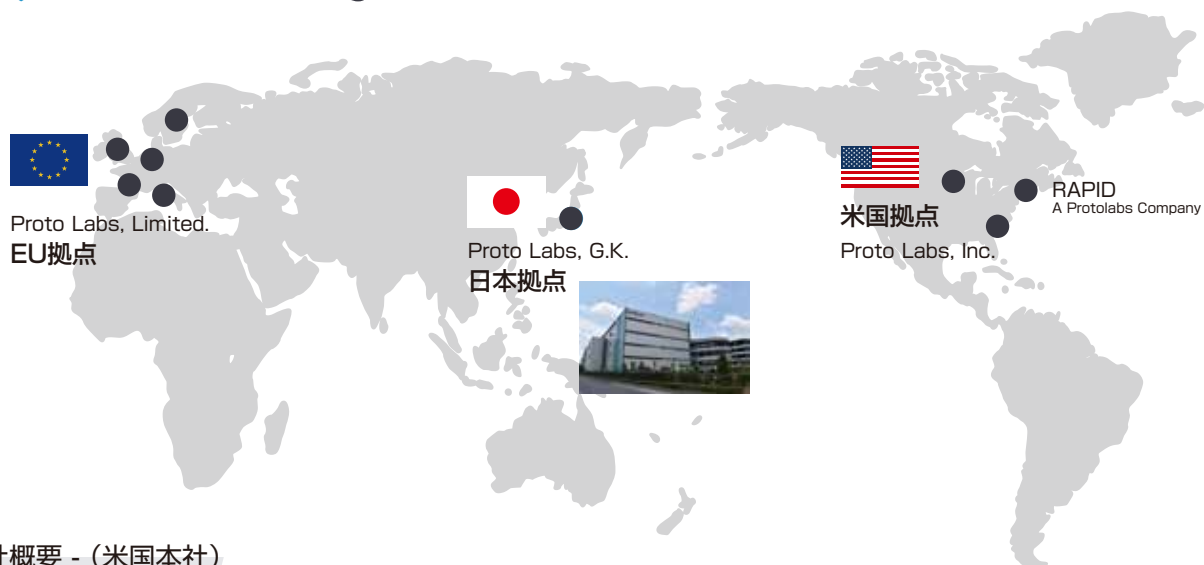 Proto Labs, Limited.
EU拠点
Proto Labs, G.K.
日本拠点
米国拠点
Proto Labs, Inc.
RAPID
A Protolabs Company
概要 -（米国本社）